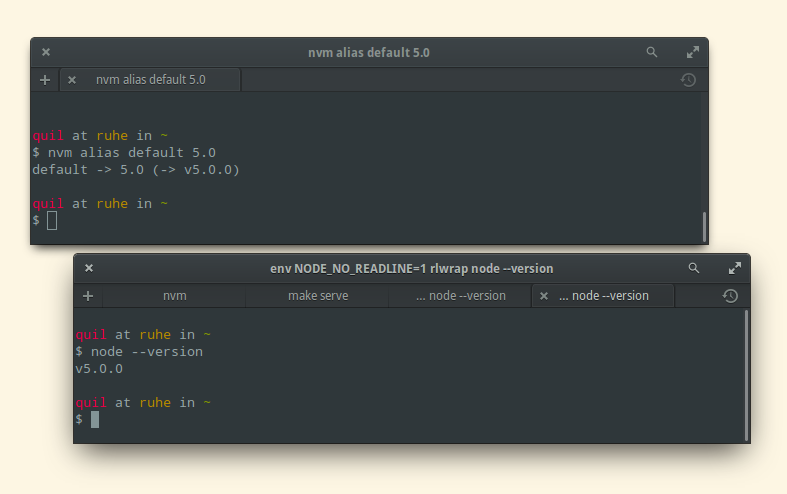 nvm alias default 5.0
nvm alias default 5.0
quil at ruhe in ~
$ nvm alias default 5.0
default -> 5.0 (-> v5.0.0)
quil at ruhe in ~
$
env NODE_NO_READLINE=1 rlwrap node --version
nvm make serve ... node --version ... node --version
quil at ruhe in ~
$ node --version
v5.0.0
quil at ruhe in ~
$